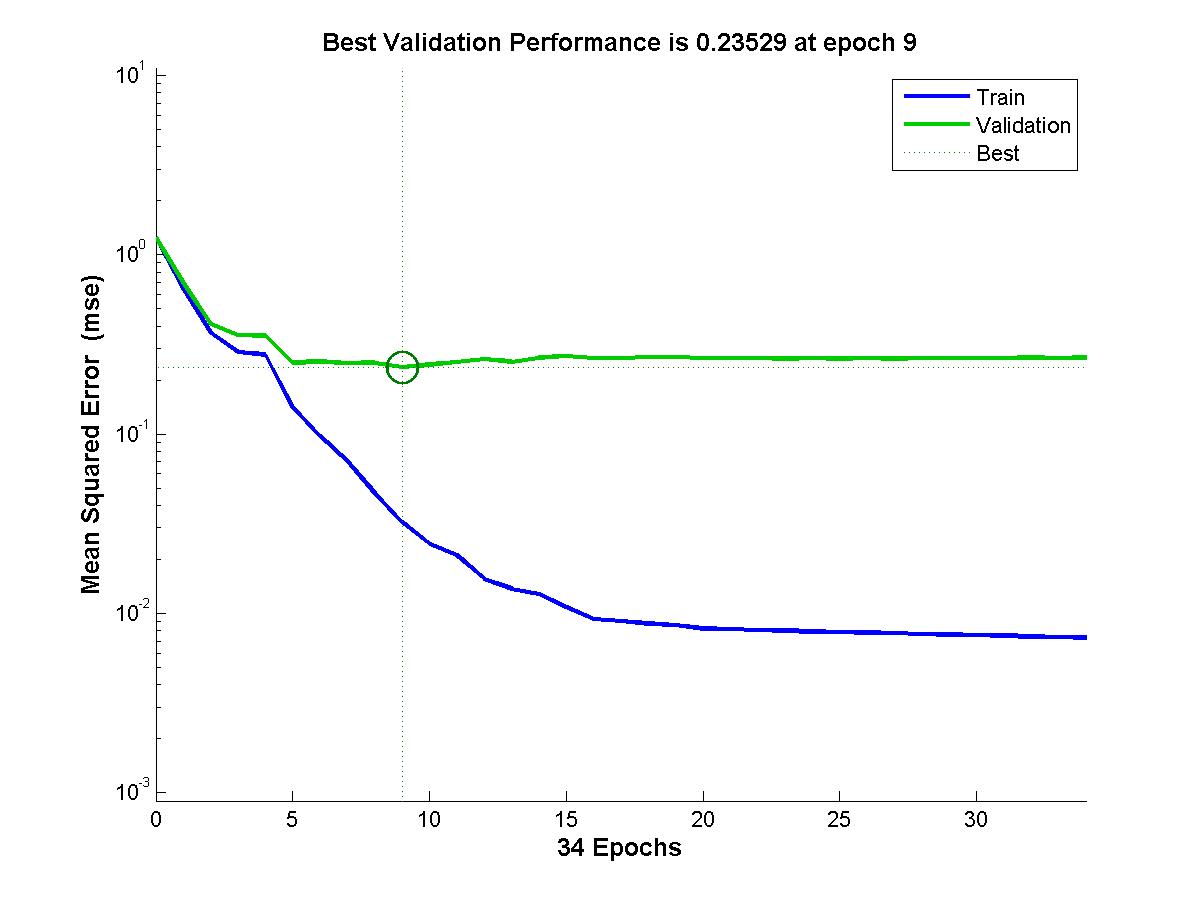 Best Validation Performance is 0.23529 at epoch 9
Train
Validation
Best
Mean Squared Error (mse)
10^1
10^0
10^-1
10^-2
10^-3
0 5 10 15 20 25 30
34 Epochs